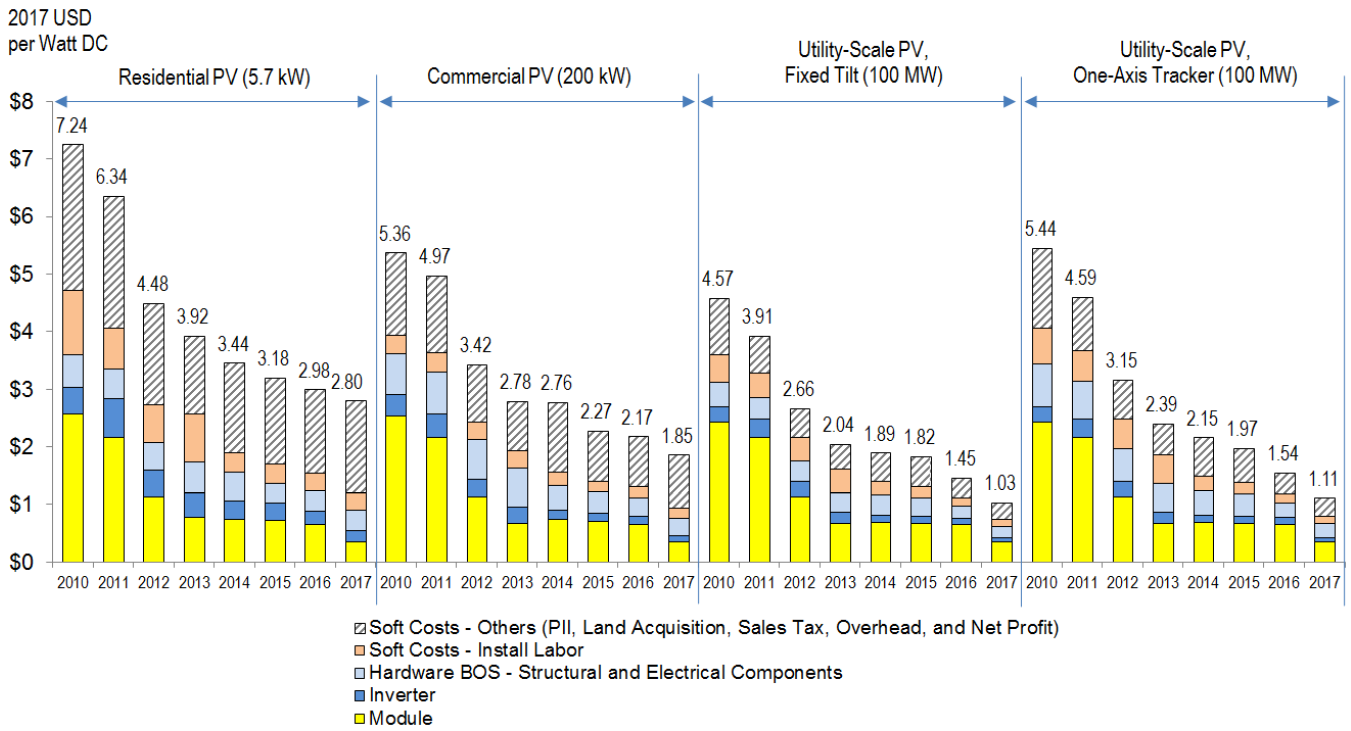 2017 USD
per Watt DC
Residential PV (5.7 kW)
Commercial PV (200 kW)
Utility-Scale PV,
Fixed Tilt (100 MW)
Utility-Scale PV,
One-Axis Tracker (100 MW)
$8
$7
$6
$5
$4
$3
$2
$1
$0
7.24
6.34
4.48
3.92
3.44
3.18
2.98
2.80
5.36
4.97
3.42
2.78
2.76
2.27
2.17
1.85
4.57
3.91
2.66
2.04
1.89
1.82
1.45
1.03
5.44
4.59
3.15
2.39
2.15
1.97
1.54
1.11
2010 2011 2012 2013 2014 2015 2016 2017 2010 2011 2012 2013 2014 2015 2016 2017 2010 2011 2012 2013 2014 2015 2016 2017 2010 2011 2012 2013 2014 2015 2016 2017
Soft Costs - Others (PII, Land Acquisition, Sales Tax, Overhead, and Net Profit)
Soft Costs - Install Labor
Hardware BOS - Structural and Electrical Components
Inverter
Module